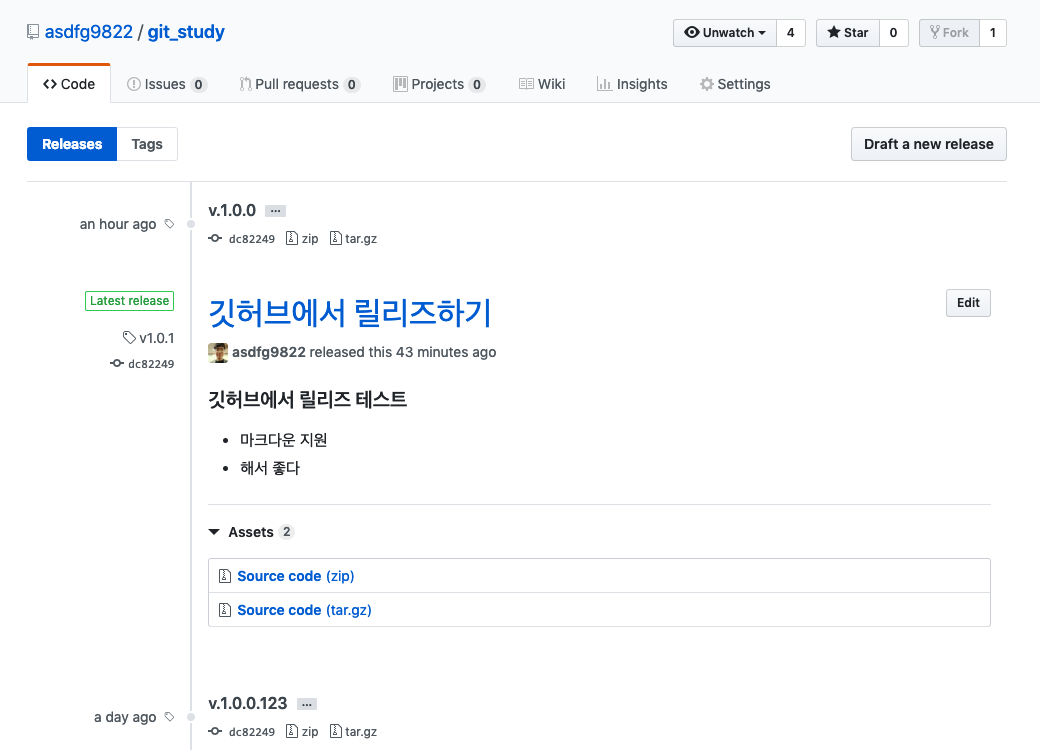 asdfg9822 / git_study
Unwatch 4 Star 0 Fork 1
Code Issues 0 Pull requests 0 Projects 0 Wiki Insights Settings
Releases Tags Draft a new release
an hour ago
v.1.0.0 ...
dc82249 zip tar.gz
Latest release
v1.0.1
dc82249
깃허브에서 릴리즈하기
Edit
asdfg9822 released this 43 minutes ago
깃허브에서 릴리즈 테스트
• 마크다운 지원
• 해서 좋다
Assets 2
Source code (zip)
Source code (tar.gz)
a day ago
v.1.0.0.123 ...
dc82249 zip tar.gz